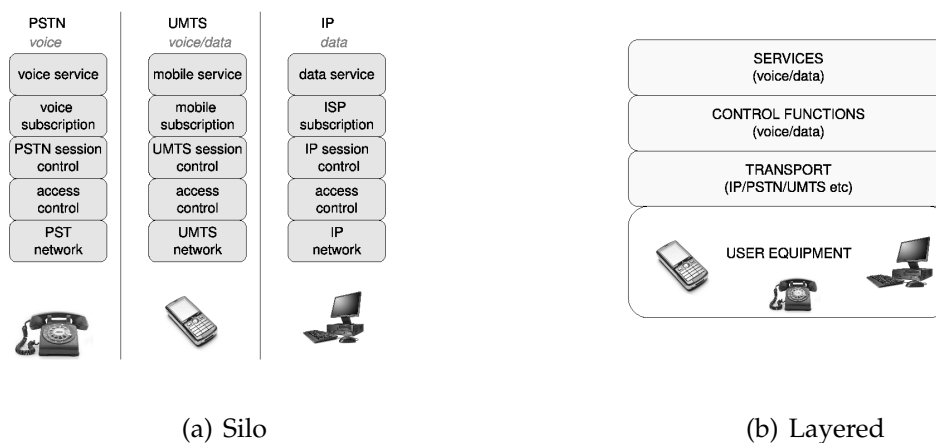 PSTN
voice
voice service
voice
subscription
PSTN session
control
access
control
PST
network
UMTS
voice/data
mobile service
mobile
subscription
UMTS session
control
access
control
UMTS
network
IP
data
data service
ISP
subscription
IP session
control
access
control
IP
network
(a) Silo
SERVICES
(voice/data)
CONTROL FUNCTIONS
(voice/data)
TRANSPORT
(IP/PSTN/UMTS etc)
USER EQUIPMENT
(b) Layered